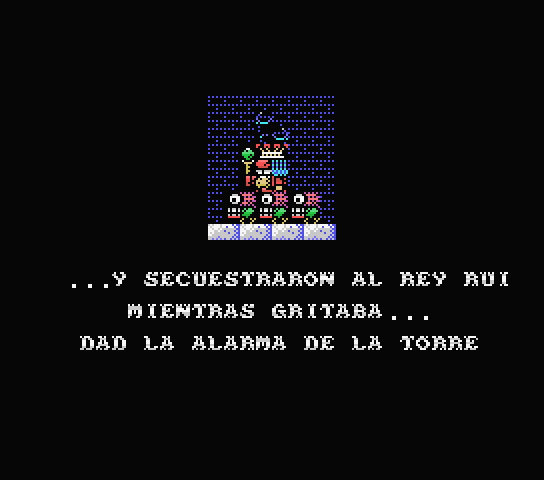 ...Y SECUESTRARON AL REY RUI
MIENTRAS GRITABA...
DAD LA ALARMA DE LA TORRE